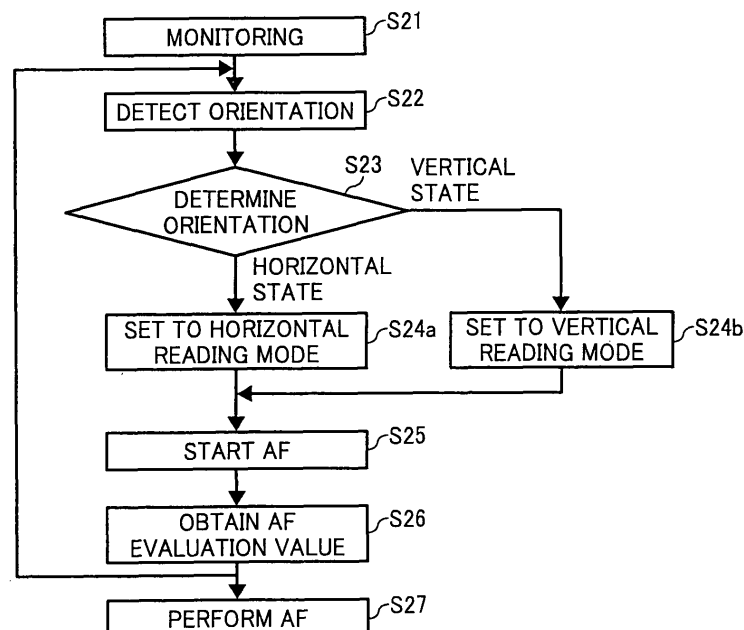 MONITORING
S21
DETECT ORIENTATION
S22
S23
DETERMINE
ORIENTATION
VERTICAL
STATE
HORIZONTAL
STATE
SET TO HORIZONTAL
READING MODE
S24a
SET TO VERTICAL
READING MODE
S24b
START AF
S25
OBTAIN AF
EVALUATION VALUE
S26
PERFORM AF
S27